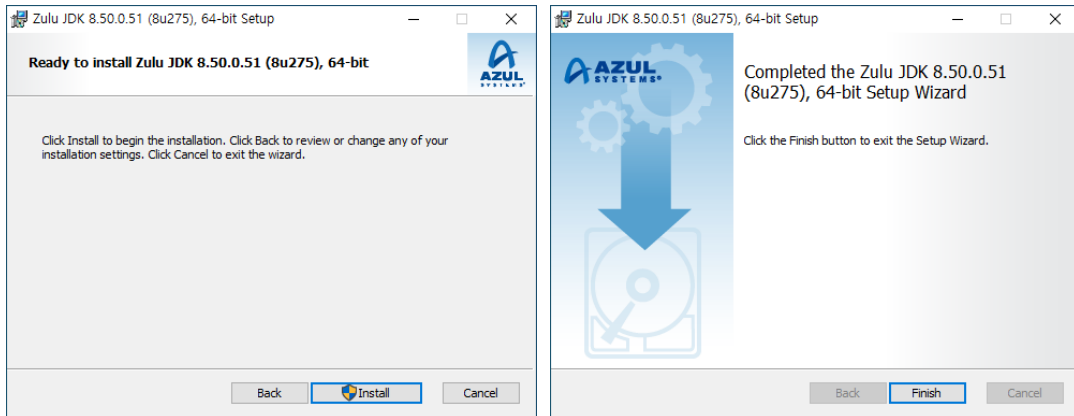 Zulu JDK 8.50.0.51 (8u275), 64-bit Setup
Ready to install Zulu JDK 8.50.0.51 (8u275), 64-bit
AZUL
SYSTEMS
Click Install to begin the installation. Click Back to review or change any of your
installation settings. Click Cancel to exit the wizard.
Back
Install
Cancel
Zulu JDK 8.50.0.51 (8u275), 64-bit Setup
AZUL
SYSTEMS®
Completed the Zulu JDK 8.50.0.51
(8u275), 64-bit Setup Wizard
Click the Finish button to exit the Setup Wizard.
Back
Finish
Cancel